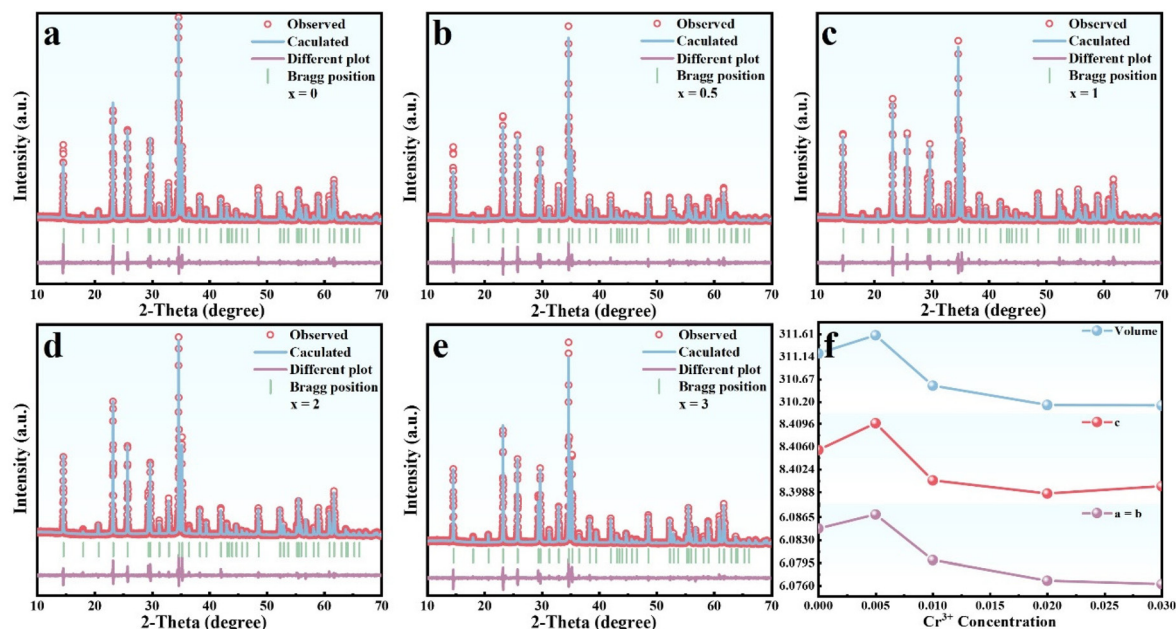 a
Observed
Caculated
Different plot
Bragg position
x = 0
Intensity (a.u.)
10 20 30 40 50 60 70
2-Theta (degree)
b
Observed
Caculated
Different plot
Bragg position
x = 0.5
Intensity (a.u.)
10 20 30 40 50 60 70
2-Theta (degree)
c
Observed
Caculated
Different plot
Bragg position
x = 1
Intensity (a.u.)
10 20 30 40 50 60 70
2-Theta (degree)
d
Observed
Caculated
Different plot
Bragg position
x = 2
Intensity (a.u.)
10 20 30 40 50 60 70
2-Theta (degree)
e
Observed
Caculated
Different plot
Bragg position
x = 3
Intensity (a.u.)
10 20 30 40 50 60 70
2-Theta (degree)
f
Volume
311.61
311.14
310.67
310.20
c
8.4096
8.4060
8.4024
8.3988
a = b
6.0865
6.0830
6.0795
6.0760
0.000 0.005 0.010 0.015 0.020 0.025 0.030
Cr³⁺ Concentration